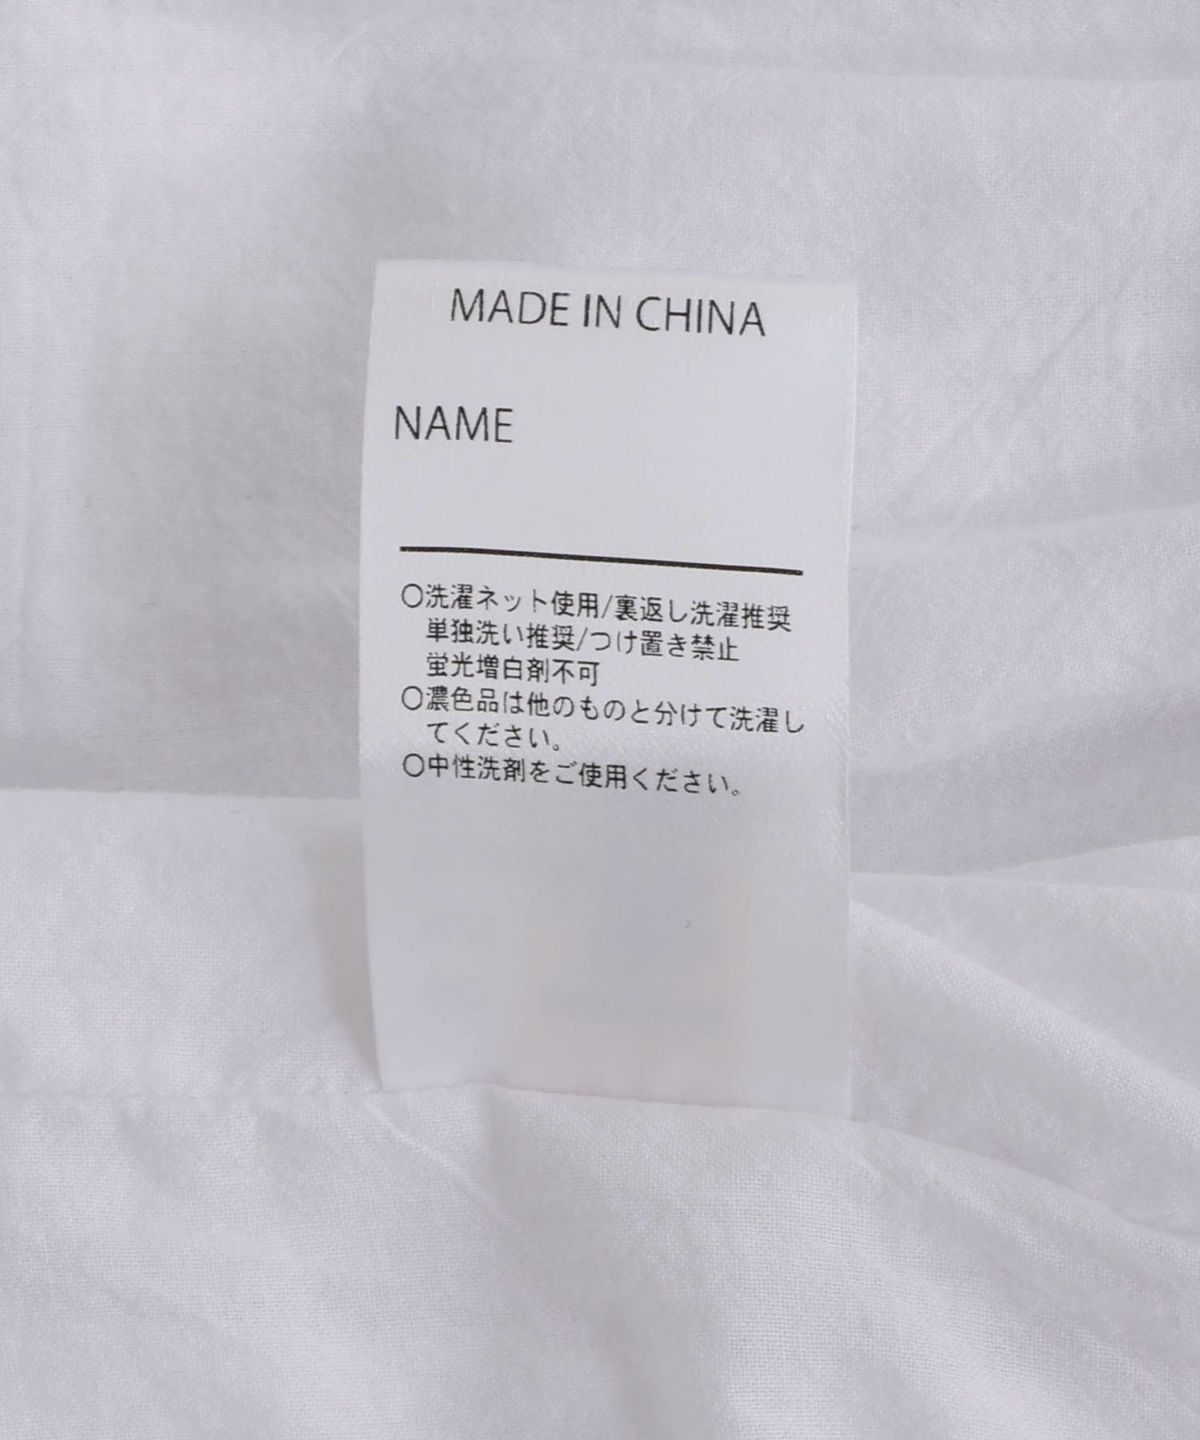 MADE IN CHINA
NAME
○洗濯ネット使用/裏返し洗濯推奨
単独洗い推奨/つけ置き禁止
蛍光増白剤不可
○濃色品は他のものと分けて洗濯し
てください。
○中性洗剤をご使用ください。